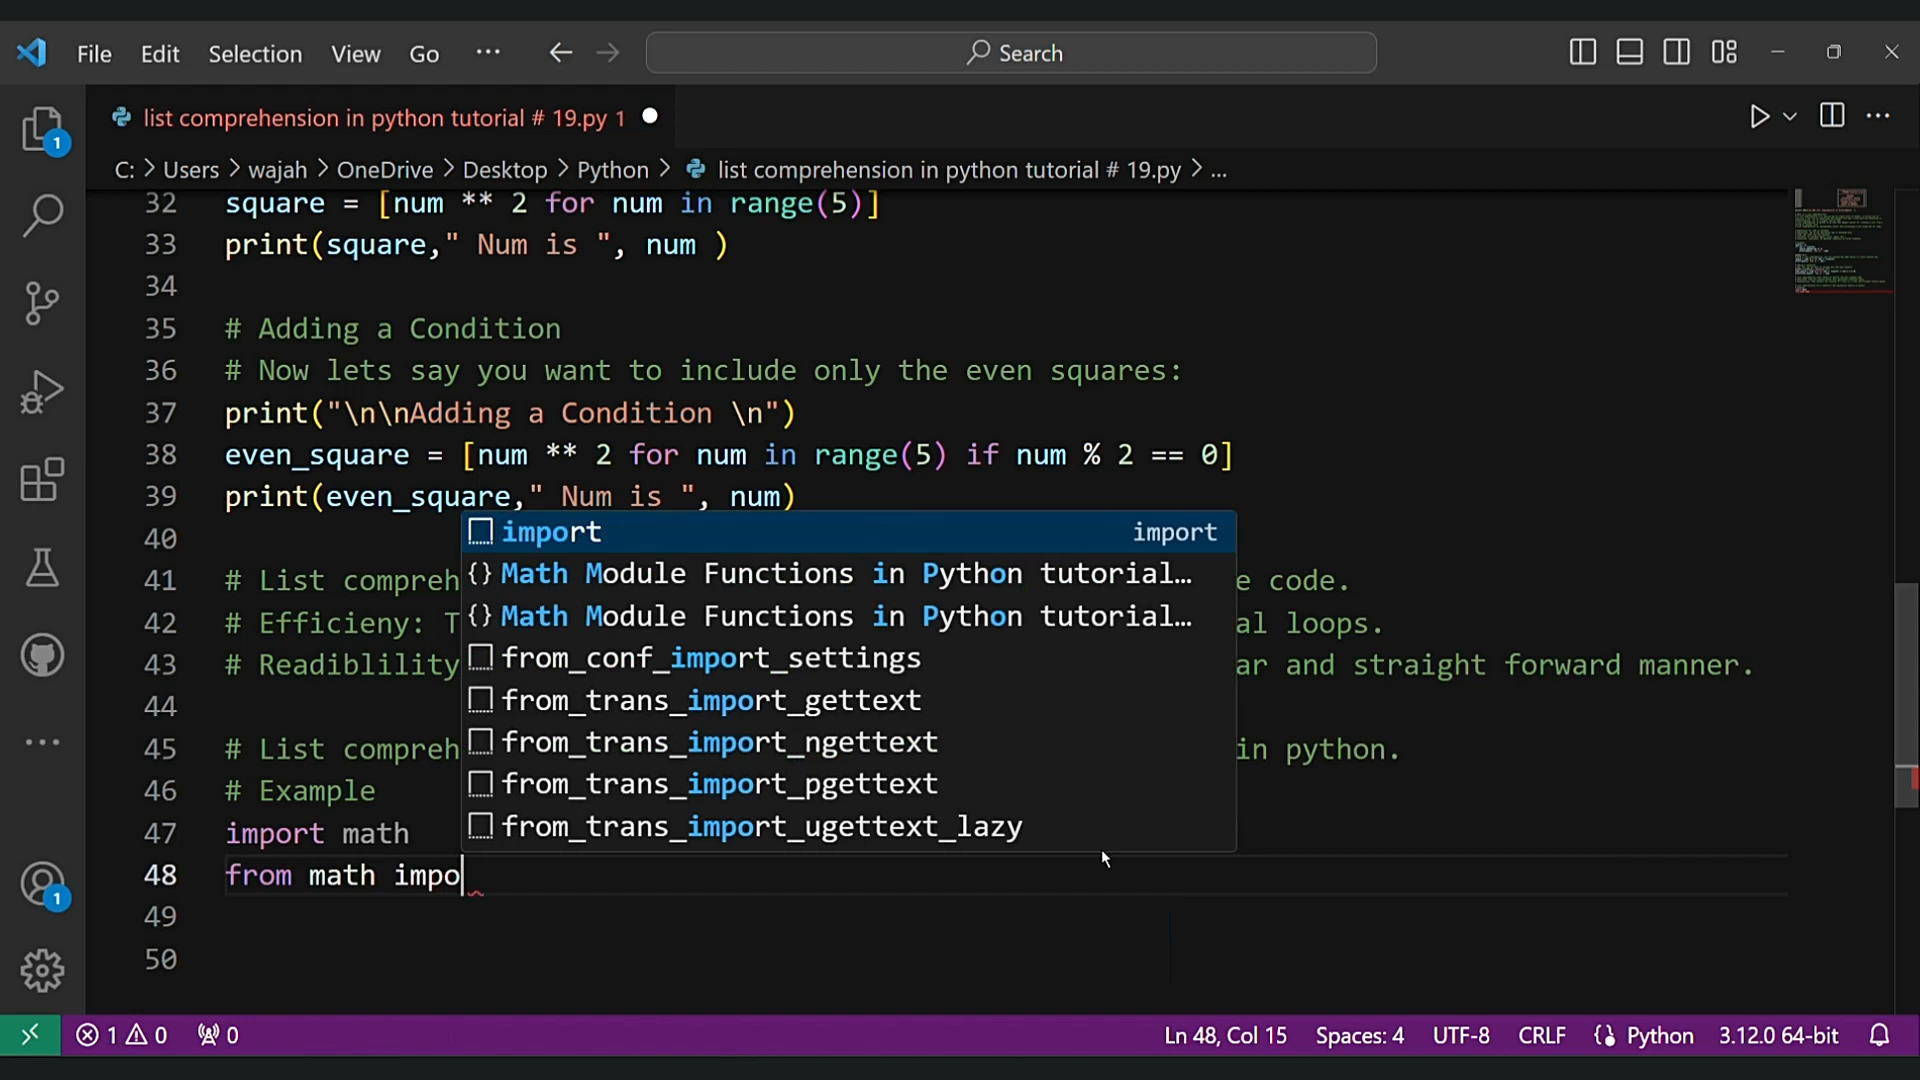 File Edit Selection View Go ... Search
list comprehension in python tutorial # 19.py 1
C: > Users > wajah > OneDrive > Desktop > Python > list comprehension in python tutorial # 19.py > ...
32 square = [num ** 2 for num in range(5)]
33 print(square," Num is ", num )
34
35 # Adding a Condition
36 # Now lets say you want to include only the even squares:
37 print("\n\nAdding a Condition \n")
38 even_square = [num ** 2 for num in range(5) if num % 2 == 0]
39 print(even_square," Num is ", num)
40
import import
Math Module Functions in Python tutorial...
Math Module Functions in Python tutorial...
from_conf_import_settings
from_trans_import_gettext
from_trans_import_ngettext
from_trans_import_pgettext
from_trans_import_ugettext_lazy
41 # List compreh e code.
42 # Efficieny: T al loops.
43 # Readiblility ar and straight forward manner.
44
45 # List compreh in python.
46 # Example
47 import math
48 from math impo
49
50
1
1
1 0 0 Ln 48, Col 15 Spaces: 4 UTF-8 CRLF Python 3.12.0 64-bit